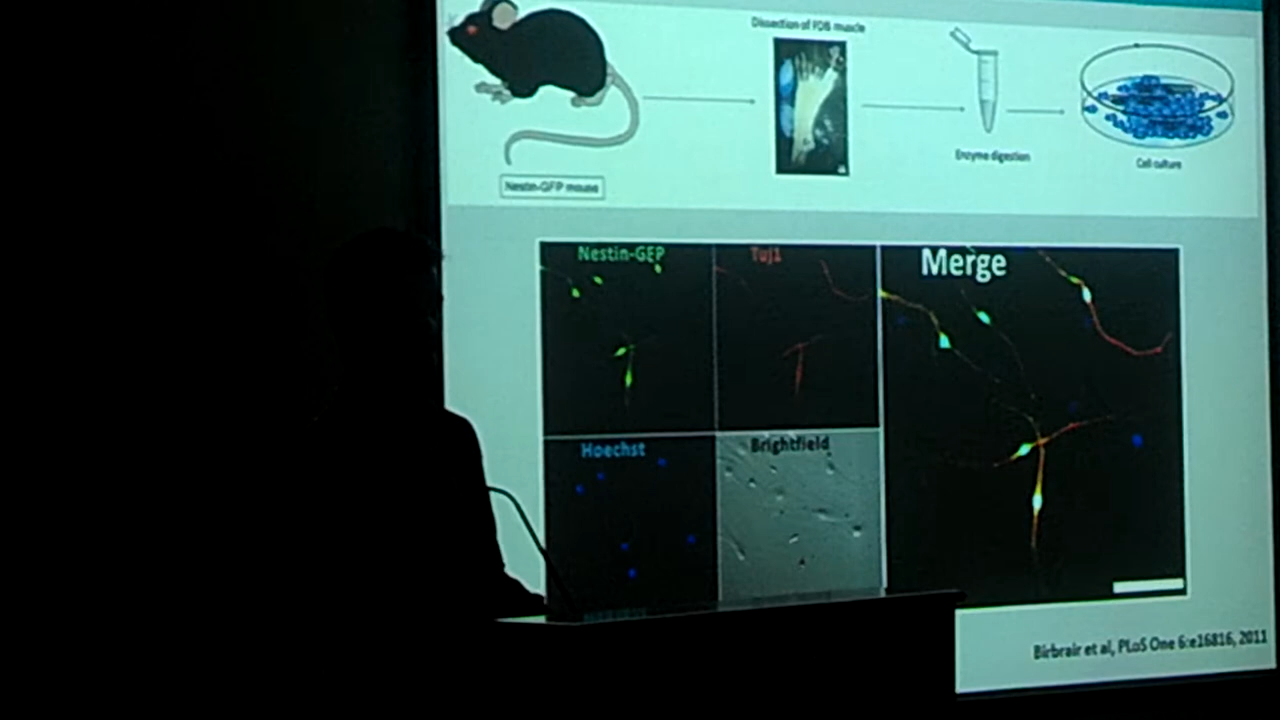 Dissection of FDB muscle
Enzyme digestion
Cell culture
Nestin-GFP mouse
Nestin-GFP
Tuj1
Merge
Hoechst
Brightfield
Birbrair et al, PLoS One 6:e16816, 2011